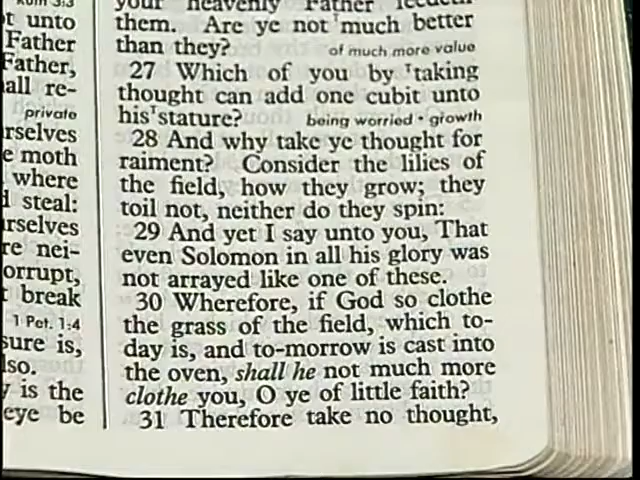 t unto
Father
Father,
all re-
private
rselves
e moth
where
d steal:
urselves
re nei-
orrupt,
t break
1 Pet. 1:4
sure is,
lso.
y is the
eye be
your heavenly Father feedeth
them. Are ye not 'much better
than they? of much more value
27 Which of you by 'taking
thought can add one cubit unto
his 'stature? being worried • growth
28 And why take ye thought for
raiment? Consider the lilies of
the field, how they grow; they
toil not, neither do they spin:
29 And yet I say unto you, That
even Solomon in all his glory was
not arrayed like one of these.
30 Wherefore, if God so clothe
the grass of the field, which to-
day is, and to-morrow is cast into
the oven, shall he not much more
clothe you, O ye of little faith?
31 Therefore take no thought,